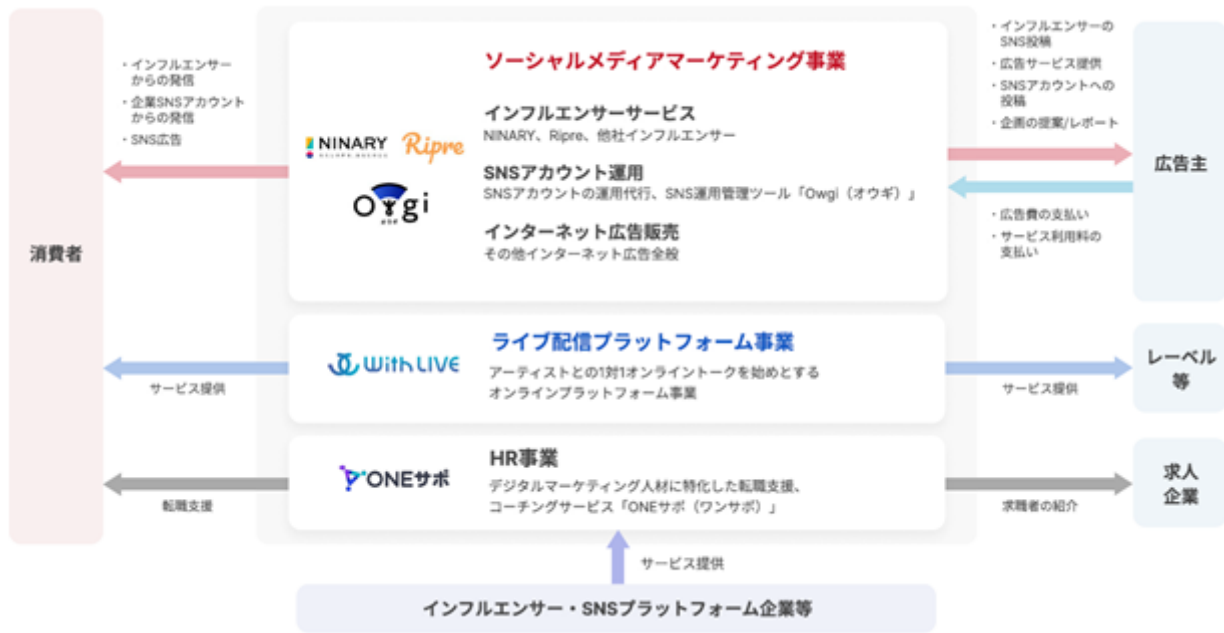 消費者
・インフルエンサー
からの発信
・企業SNSアカウント
からの発信
・SNS広告
ソーシャルメディアマーケティング事業
NINARY
Ripre
Owgi
インフルエンサーサービス
NINARY、Ripre、他社インフルエンサー
SNSアカウント運用
SNSアカウントの運用代行、SNS運用管理ツール「Owgi（オウギ）」
インターネット広告販売
その他インターネット広告全般
・インフルエンサーの
SNS投稿
・広告サービス提供
・SNSアカウントへの
投稿
・企画の提案/レポート
・広告費の支払い
・サービス利用料の
支払い
広告主
サービス提供
WithLIVE
ライブ配信プラットフォーム事業
アーティストとの1対1オンライントークを始めとする
オンラインプラットフォーム事業
サービス提供
レーベル
等
転職支援
ONEサポ
HR事業
デジタルマーケティング人材に特化した転職支援、
コーチングサービス「ONEサポ（ワンサポ）」
求職者の紹介
求人
企業
サービス提供
インフルエンサー・SNSプラットフォーム企業等